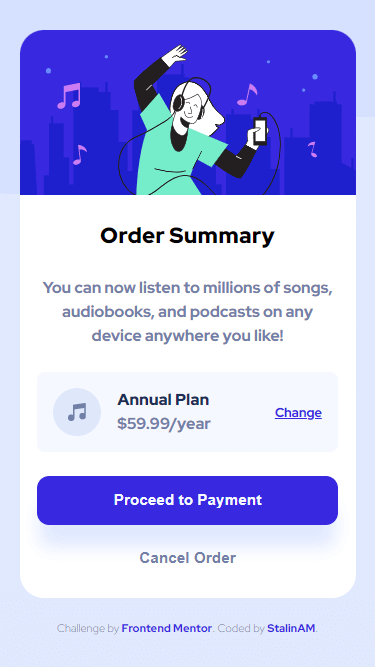 Order Summary
You can now listen to millions of songs,
audiobooks, and podcasts on any
device anywhere you like!
Annual Plan
$59.99/year
Change
Proceed to Payment
Cancel Order
Challenge by Frontend Mentor. Coded by StalinAM.